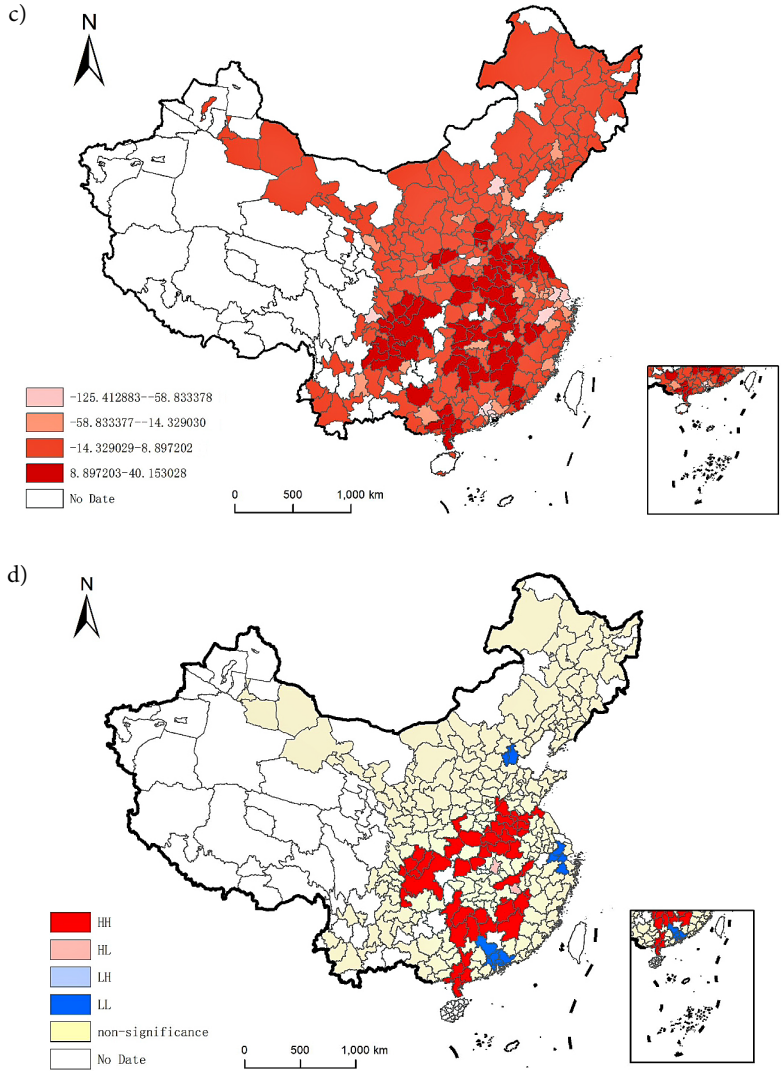 c)
N
-125.412883--58.833378
-58.833377--14.329030
-14.329029-8.897202
8.897203-40.153028
No Date
0 500 1,000 km
d)
N
HH
HL
LH
LL
non-significance
No Date
0 500 1,000 km